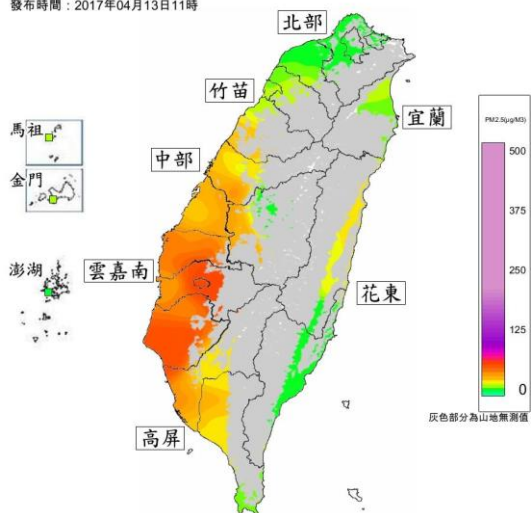 發布時間：2017年04月13日11時
北部
竹苗
宜蘭
馬祖
中部
金門
澎湖
雲嘉南
花東
高屏
PM2.5(μg/M3)
500
250
125
0
灰色部分為山地無測值